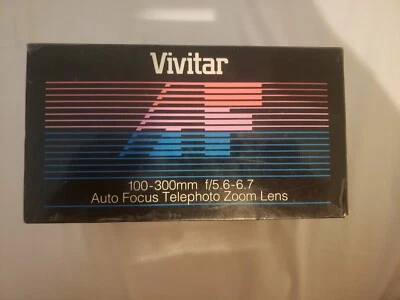 Vivitar
AF
100-300mm f/5.6-6.7
Auto Focus Telephoto Zoom Lens